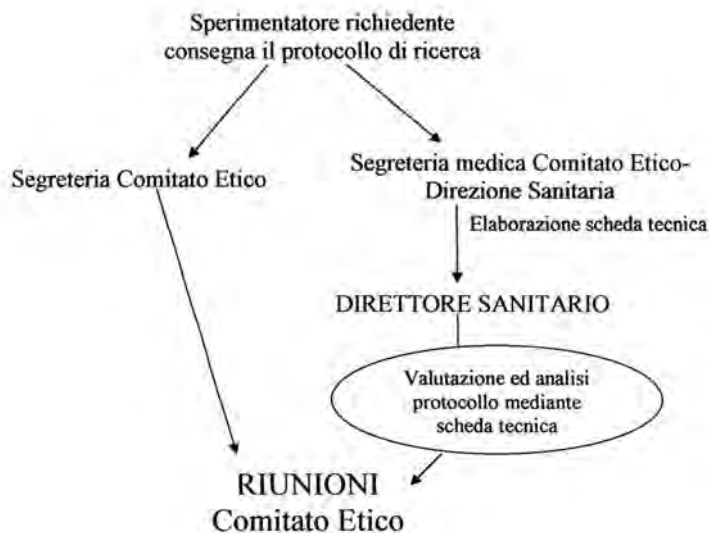 Sperimentatore richiedente
consegna il protocollo di ricerca
Segreteria Comitato Etico
Segreteria medica Comitato Etico-
Direzione Sanitaria
Elaborazione scheda tecnica
DIRETTORE SANITARIO
Valutazione ed analisi
protocollo mediante
scheda tecnica
RIUNIONI
Comitato Etico